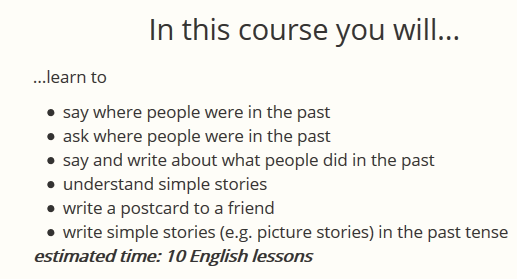 In this course you will...
...learn to
• say where people were in the past
• ask where people were in the past
• say and write about what people did in the past
• understand simple stories
• write a postcard to a friend
• write simple stories (e.g. picture stories) in the past tense
estimated time: 10 English lessons